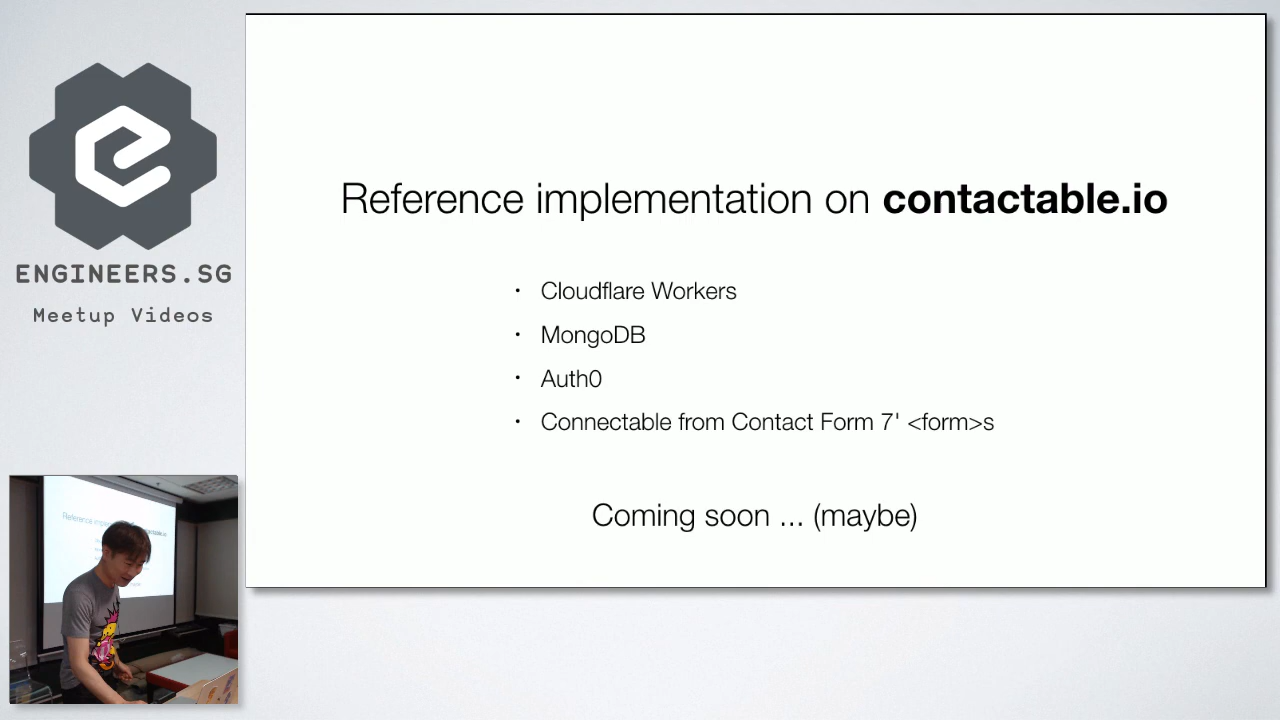 ENGINEERS.SG
Meetup Videos
Reference implementation on contactable.io
• Cloudflare Workers
• MongoDB
• Auth0
• Connectable from Contact Form 7' <form>s
Coming soon ... (maybe)